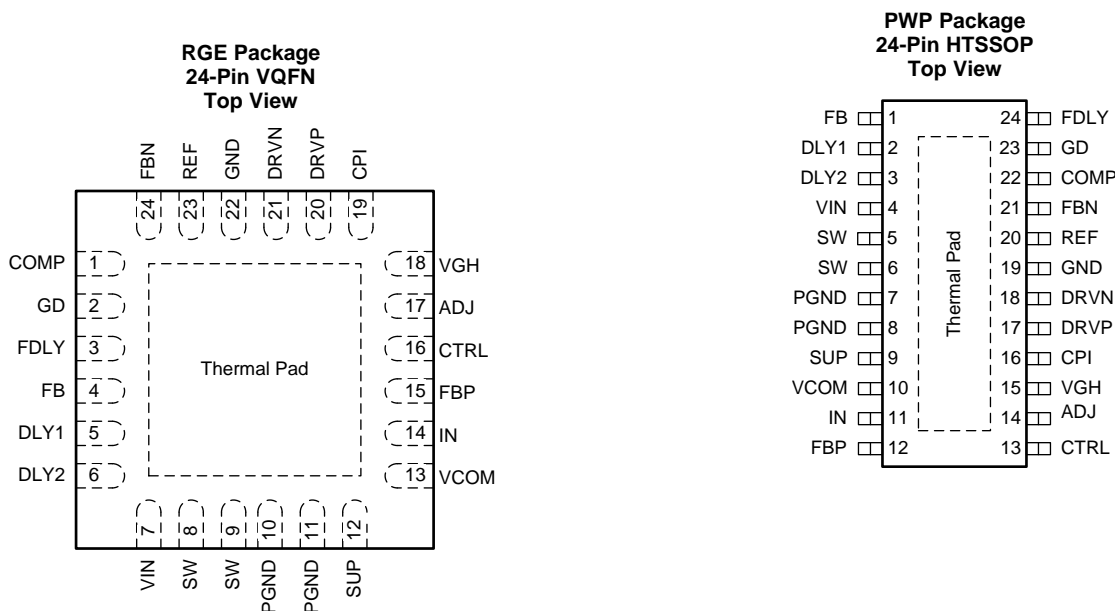 RGE Package
24-Pin VQFN
Top View
FBN REF GND DRVN DRVP CPI
24 23 22 21 20 19
COMP 1 18 VGH
GD 2 17 ADJ
FDLY 3 16 CTRL
Thermal Pad
FB 4 15 FBP
DLY1 5 14 IN
DLY2 6 13 VCOM
7 8 9 10 11 12
VIN SW SW PGND PGND SUP
PWP Package
24-Pin HTSSOP
Top View
FB 1 24 FDLY
DLY1 2 23 GD
DLY2 3 22 COMP
VIN 4 21 FBN
SW 5 20 REF
SW 6 19 GND
Thermal Pad
PGND 7 18 DRVN
PGND 8 17 DRVP
SUP 9 16 CPI
VCOM 10 15 VGH
IN 11 14 ADJ
FBP 12 13 CTRL